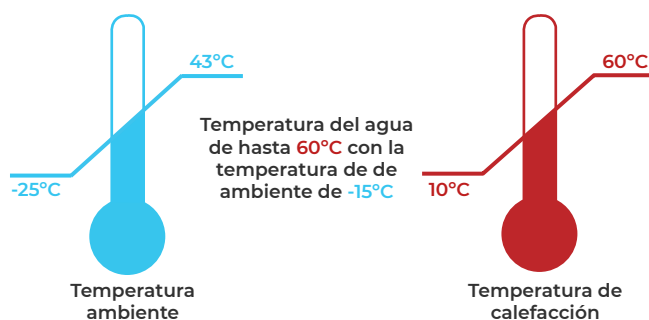 43°C
-25°C
Temperatura
ambiente
Temperatura del agua
de hasta 60°C con la
temperatura de de
ambiente de -15°C
60°C
10°C
Temperatura de
calefacción